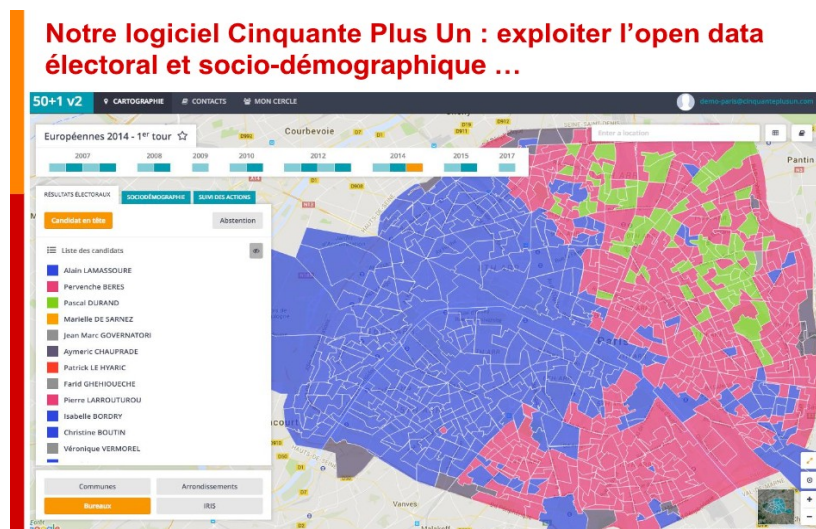 Notre logiciel Cinquante Plus Un : exploiter l’open data
électoral et socio-démographique …
50+1 v2
CARTOGRAPHIE
CONTACTS
MON CERCLE
demo-paris@cinquanteplusun.com
Européennes 2014 - 1er tour
Courbevoie
Enter a location
2007 2008 2009 2010 2012 2014 2015 2017
Pantin
RÉSULTATS ÉLECTORAUX
SOCIODÉMOGRAPHIE
SUIVI DES ACTIONS
Candidat en tête
Abstention
Liste des candidats
Alain LAMASSOURE
Pervenche BERES
Pascal DURAND
Marielle DE SARNEZ
Jean Marc GOVERNATORI
Aymeric CHAUPRADE
Patrick LE HYARIC
Farid GHEHIOUECHE
Pierre LARROUTUROU
Isabelle BORDRY
Christine BOUTIN
Véronique VERMOREL
Paris
Communes
Arrondissements
Bureaux
IRIS
Vanves
Malakoff